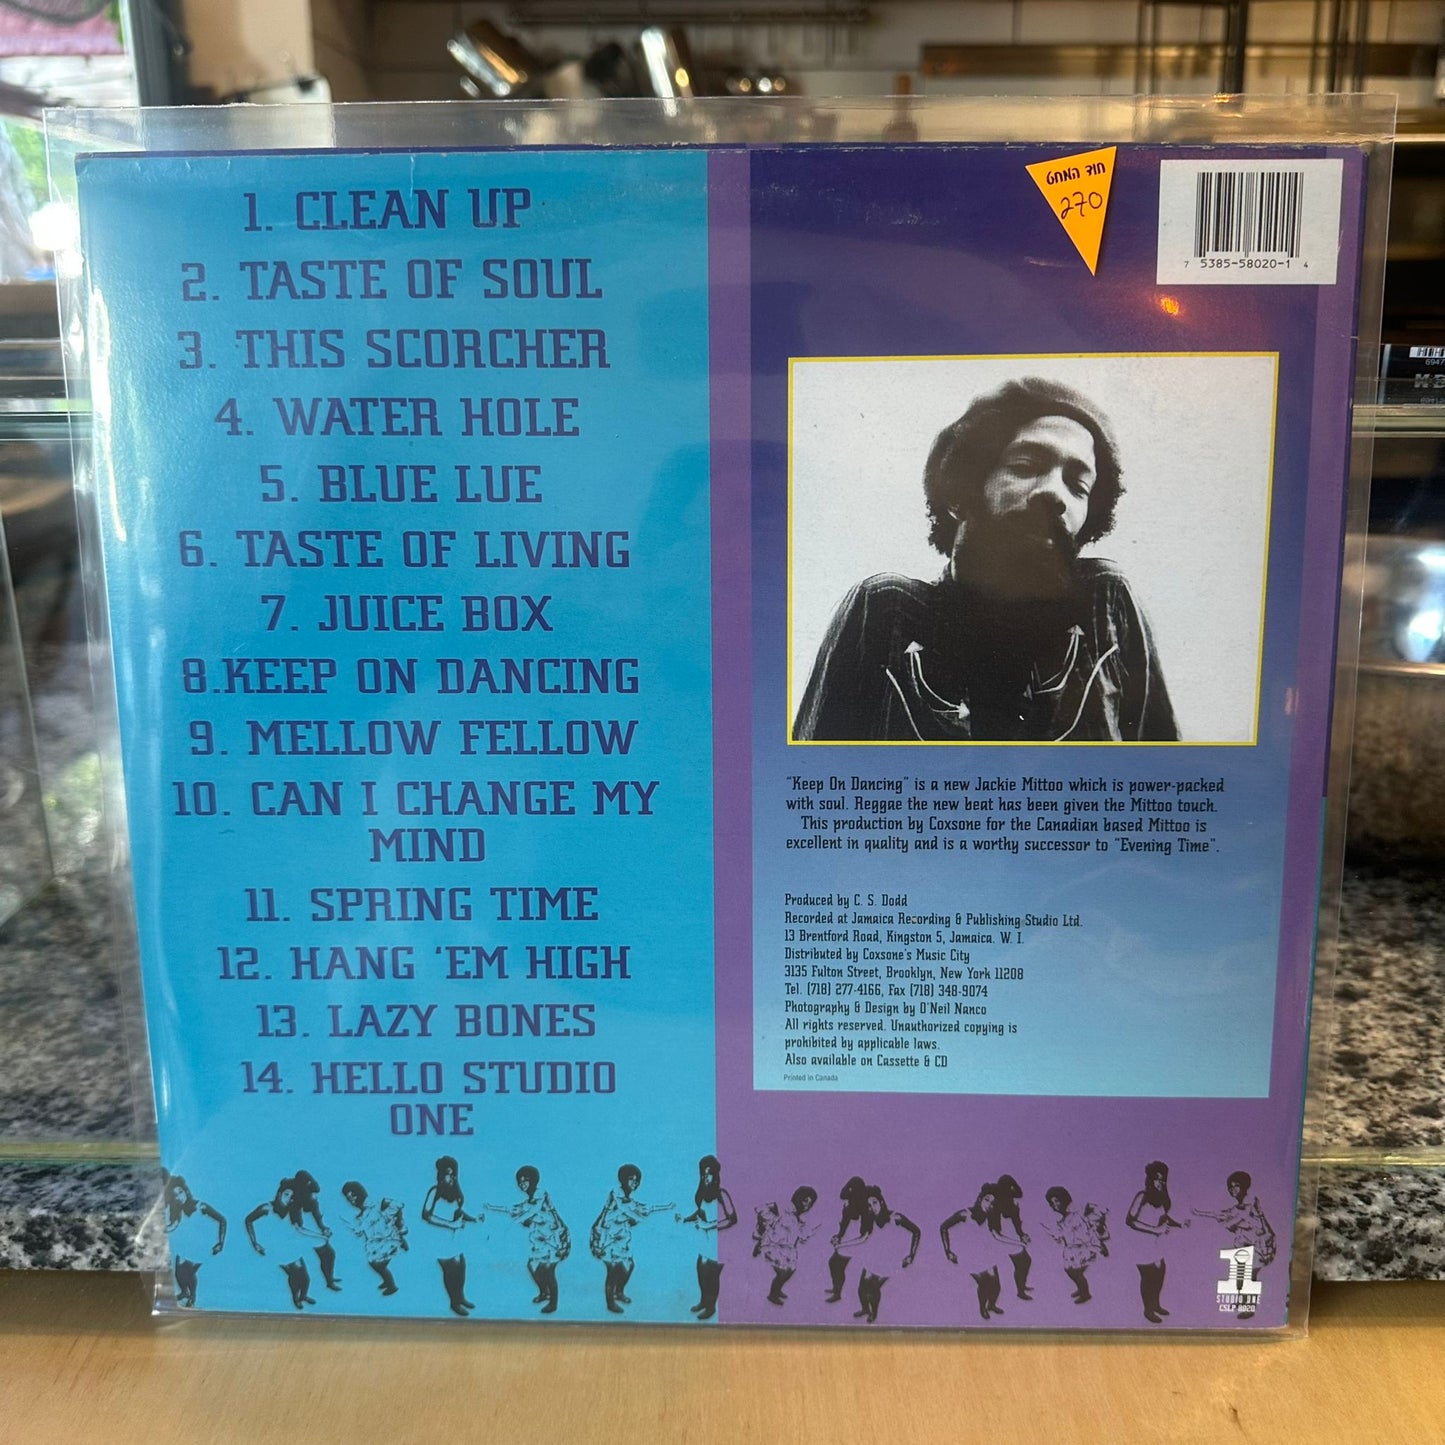 1. CLEAN UP
2. TASTE OF SOUL
3. THIS SCORCHER
4. WATER HOLE
5. BLUE LUE
6. TASTE OF LIVING
7. JUICE BOX
8.KEEP ON DANCING
9. MELLOW FELLOW
10. CAN I CHANGE MY
MIND
11. SPRING TIME
12. HANG 'EM HIGH
13. LAZY BONES
14. HELLO STUDIO
ONE
חוד המחט
270
7 5385-58020-1 4
"Keep On Dancing" is a new Jackie Mittoo which is power-packed
with soul. Reggae the new beat has been given the Mittoo touch.
This production by Coxsone for the Canadian based Mittoo is
excellent in quality and is a worthy successor to "Evening Time".
Produced by C. S. Dodd
Recorded at Jamaica Recording & Publishing Studio Ltd.
13 Brentford Road, Kingston 5, Jamaica. W. I.
Distributed by Coxsone's Music City
3135 Fulton Street, Brooklyn, New York 11208
Tel. (718) 277-4166, Fax (718) 348-9074
Photography & Design by O'Neil Nanco
All rights reserved. Unauthorized copying is
prohibited by applicable laws.
Also available on Cassette & CD
Printed in Canada
1
STUDIO ONE
CSLP 8020